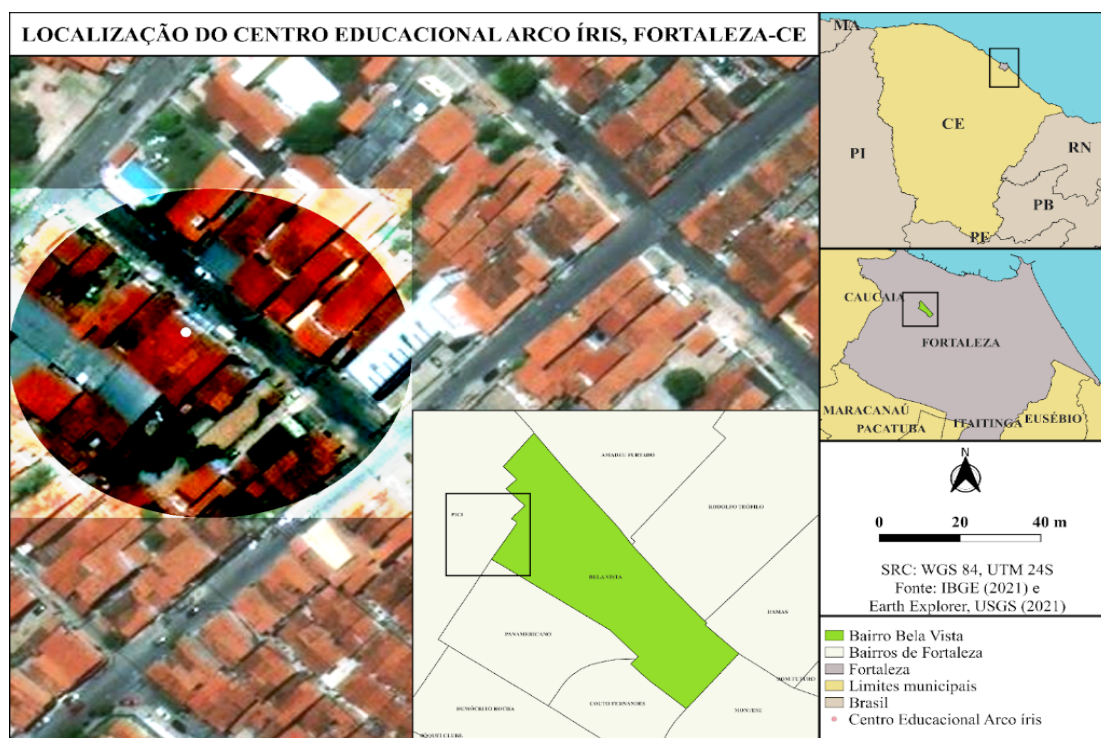 LOCALIZAÇÃO DO CENTRO EDUCACIONAL ARCO ÍRIS, FORTALEZA-CE
MA
CE
PI
RN
PB
PE
CAUCAIA
FORTALEZA
MARACANAÚ
PACATUBA
ITAITINGA
EUSÉBIO
AMADEU FURTADO
PICI
RODOLFO TEÓFILO
BELA VISTA
DAMAS
PANAMERICANO
DEMÓCRITO ROCHA
COUTO FERNANDES
MONTESE
N
0 20 40 m
SRC: WGS 84, UTM 24S
Fonte: IBGE (2021) e
Earth Explorer, USGS (2021)
Bairro Bela Vista
Bairros de Fortaleza
Fortaleza
Limites municipais
Brasil
Centro Educacional Arco íris